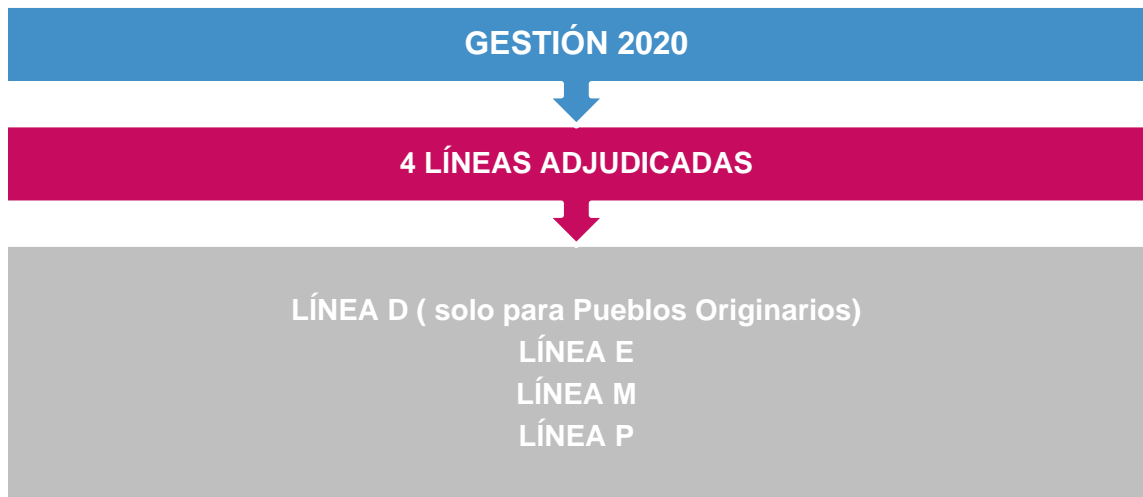 GESTIÓN 2020
4 LÍNEAS ADJUDICADAS
LÍNEA D ( solo para Pueblos Originarios)
LÍNEA E
LÍNEA M
LÍNEA P